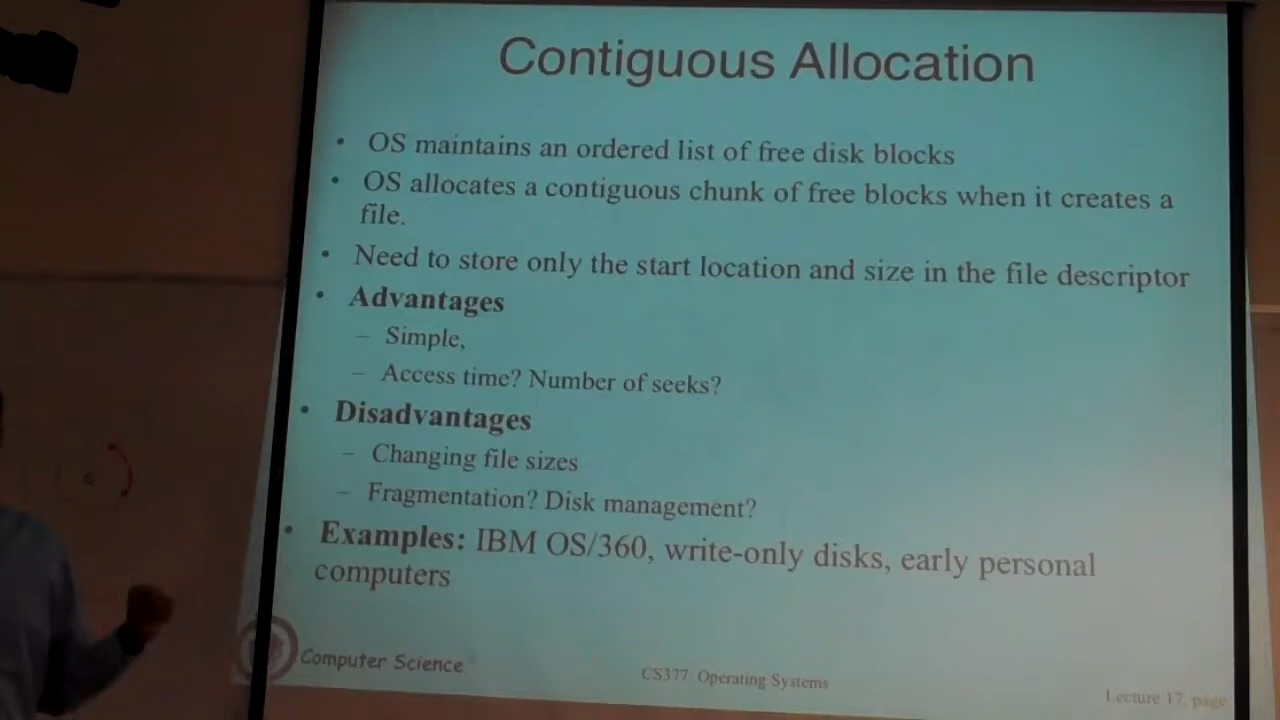 Contiguous Allocation
• OS maintains an ordered list of free disk blocks
• OS allocates a contiguous chunk of free blocks when it creates a
file.
• Need to store only the start location and size in the file descriptor
• Advantages
– Simple,
– Access time? Number of seeks?
• Disadvantages
– Changing file sizes
– Fragmentation? Disk management?
• Examples: IBM OS/360, write-only disks, early personal
computers
Computer Science
CS377: Operating Systems
Lecture 17, page